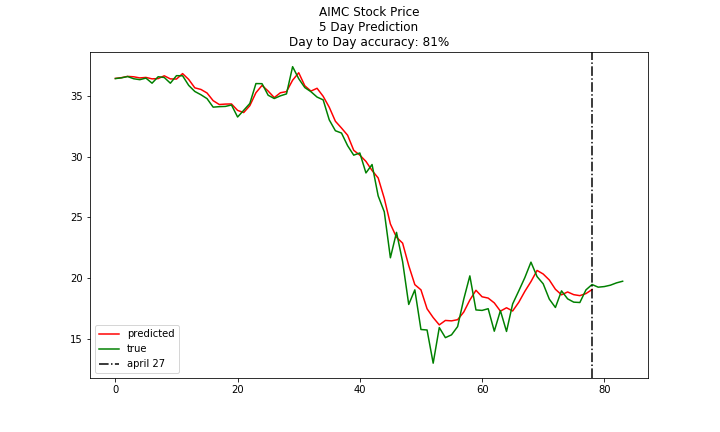 AIMC Stock Price
5 Day Prediction
Day to Day accuracy: 81%
35
30
25
20
15
predicted
true
april 27
0 20 40 60 80